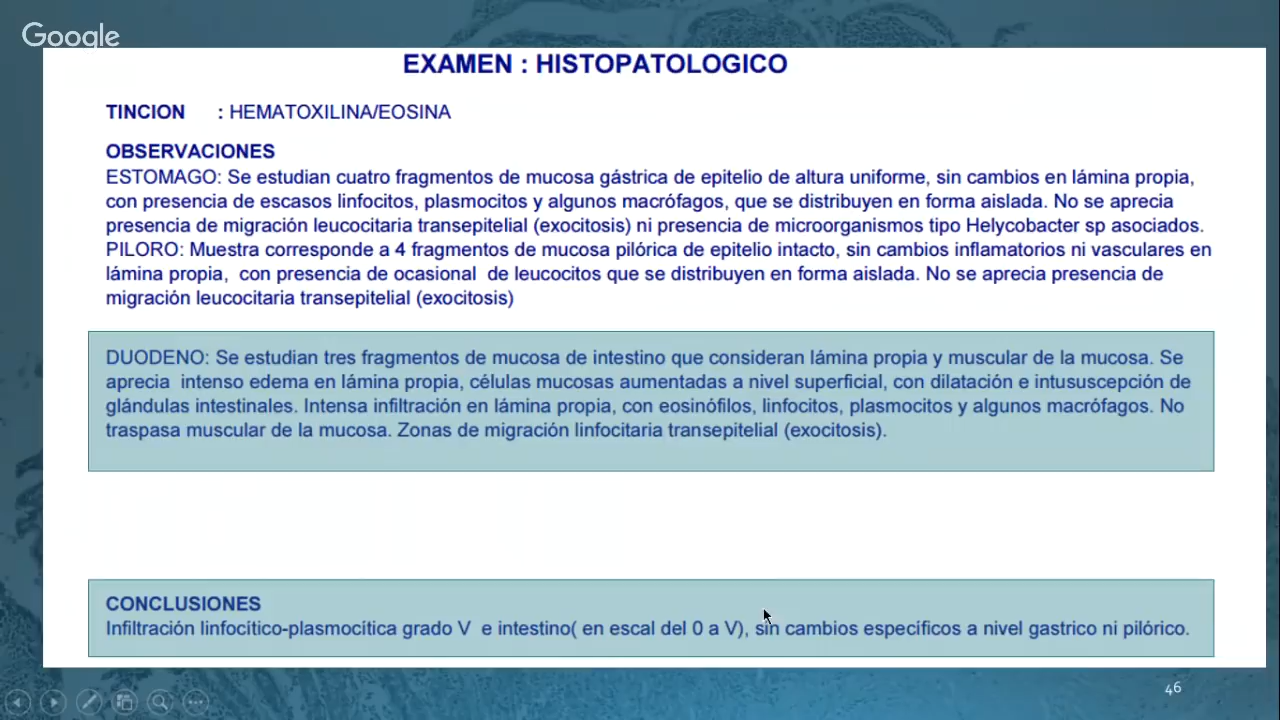 Google
EXAMEN : HISTOPATOLOGICO
TINCION : HEMATOXILINA/EOSINA
OBSERVACIONES
ESTOMAGO: Se estudian cuatro fragmentos de mucosa gástrica de epitelio de altura uniforme, sin cambios en lámina propia,
con presencia de escasos linfocitos, plasmocitos y algunos macrófagos, que se distribuyen en forma aislada. No se aprecia
presencia de migración leucocitaria transepitelial (exocitosis) ni presencia de microorganismos tipo Helycobacter sp asociados.
PILORO: Muestra corresponde a 4 fragmentos de mucosa pilórica de epitelio intacto, sin cambios inflamatorios ni vasculares en
lámina propia, con presencia de ocasional de leucocitos que se distribuyen en forma aislada. No se aprecia presencia de
migración leucocitaria transepitelial (exocitosis)
DUODENO: Se estudian tres fragmentos de mucosa de intestino que consideran lámina propia y muscular de la mucosa. Se
aprecia intenso edema en lámina propia, células mucosas aumentadas a nivel superficial, con dilatación e intususcepción de
glándulas intestinales. Intensa infiltración en lámina propia, con eosinófilos, linfocitos, plasmocitos y algunos macrófagos. No
traspasa muscular de la mucosa. Zonas de migración linfocitaria transepitelial (exocitosis).
CONCLUSIONES
Infiltración linfocítico-plasmocítica grado V e intestino( en escal del 0 a V), sin cambios específicos a nivel gastrico ni pilórico.
46